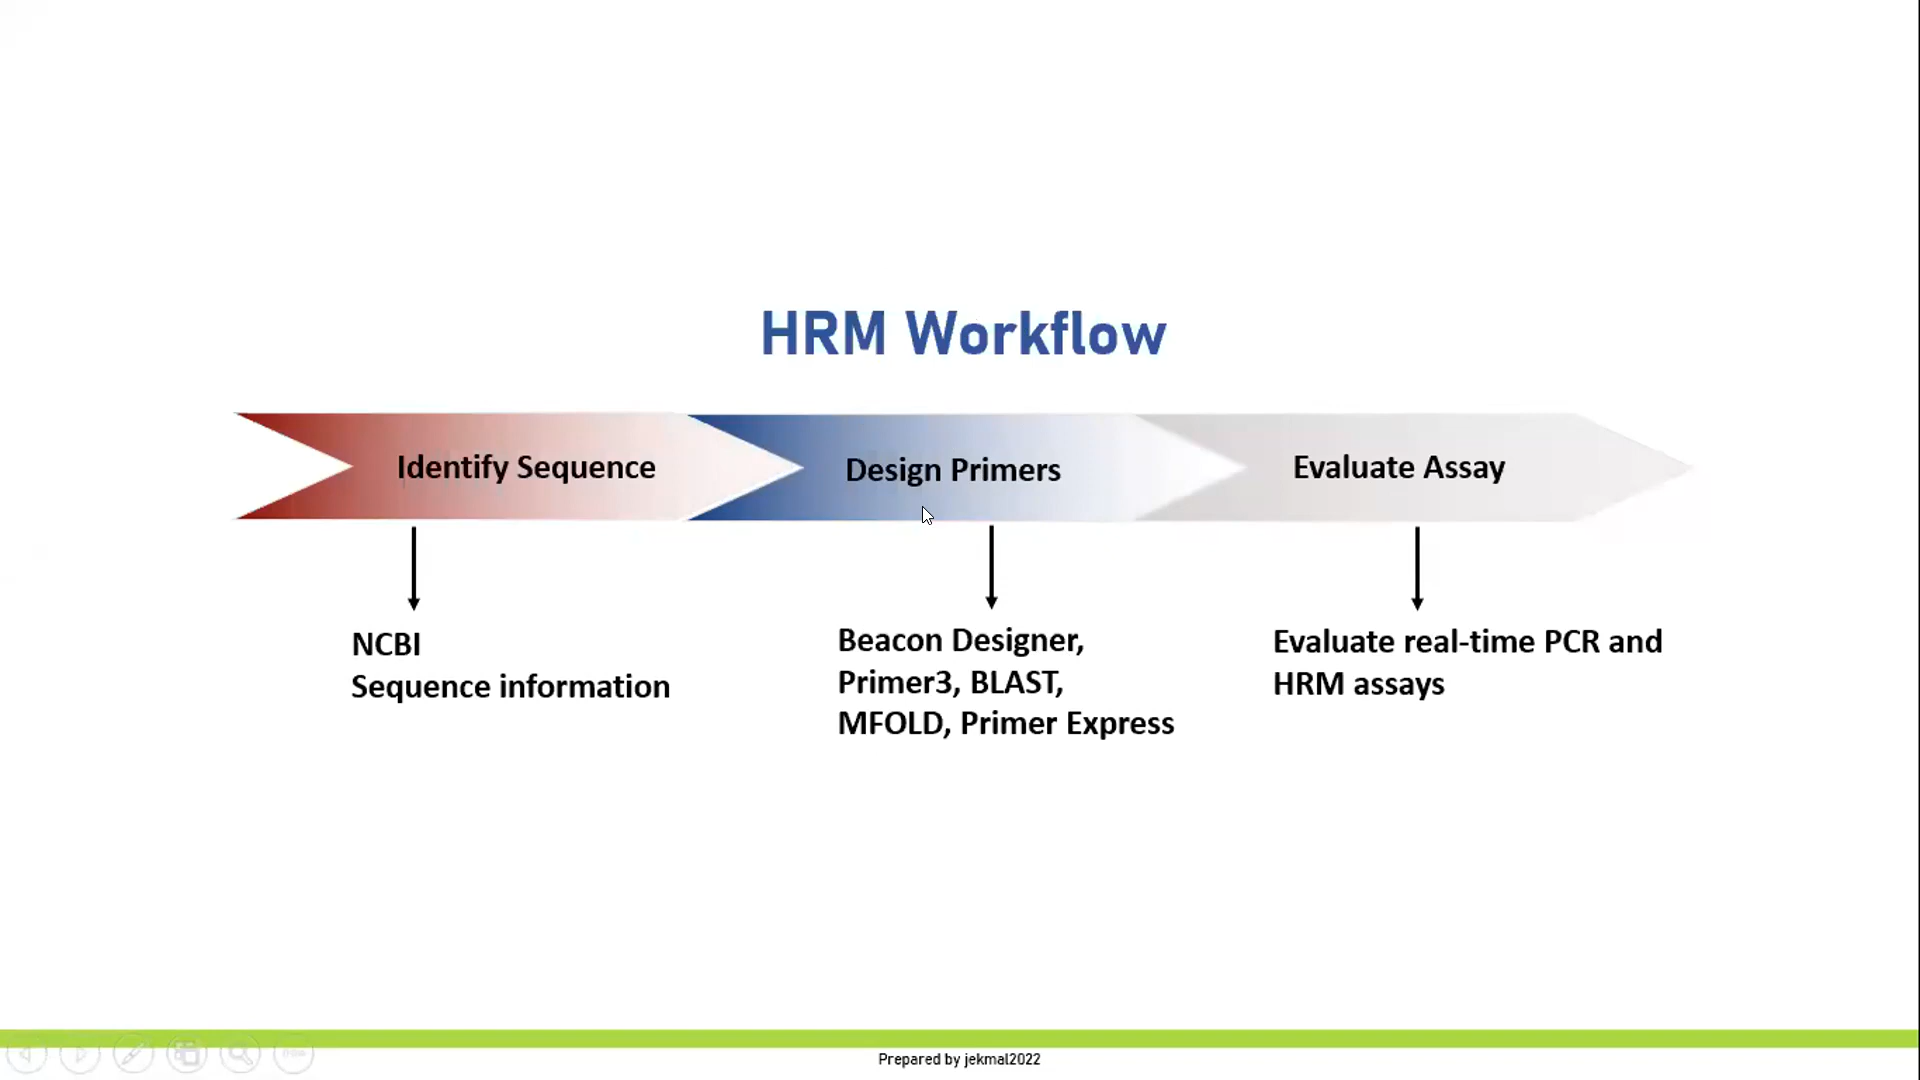 HRM Workflow
Identify Sequence
Design Primers
Evaluate Assay
NCBI
Sequence information
Beacon Designer,
Primer3, BLAST,
MFOLD, Primer Express
Evaluate real-time PCR and
HRM assays
Prepared by jekmal2022